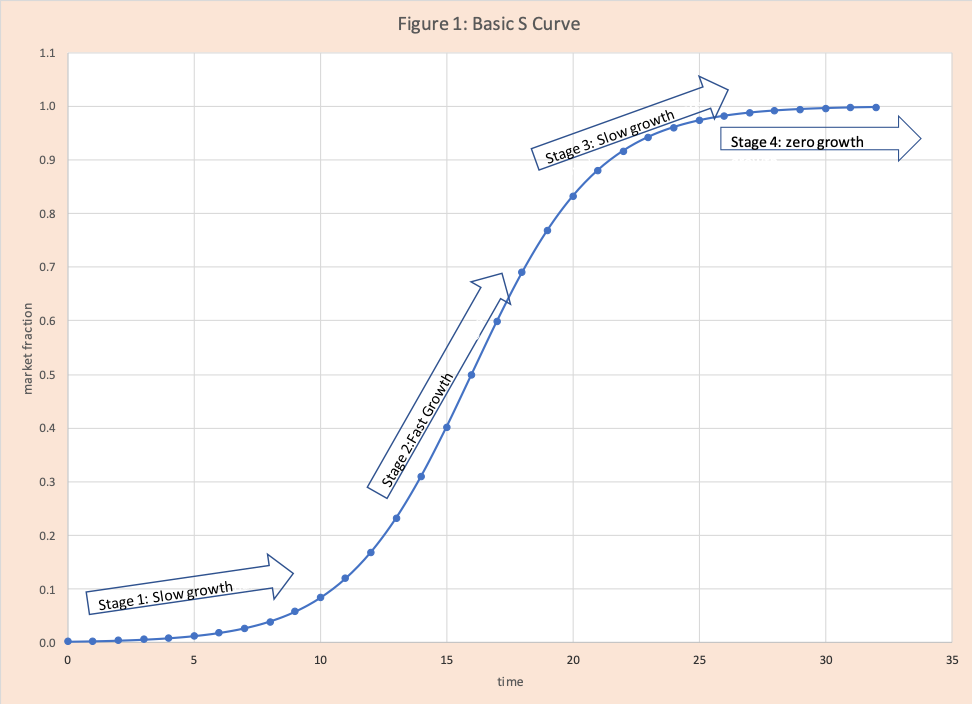 Figure 1: Basic S Curve
1.1
1.0
0.9
0.8
0.7
0.6
0.5
0.4
0.3
0.2
0.1
0.0
market fraction
Stage 1: Slow growth
Stage 2:Fast Growth
Stage 3: Slow growth
Stage 4: zero growth
0
5
10
15
20
25
30
35
time